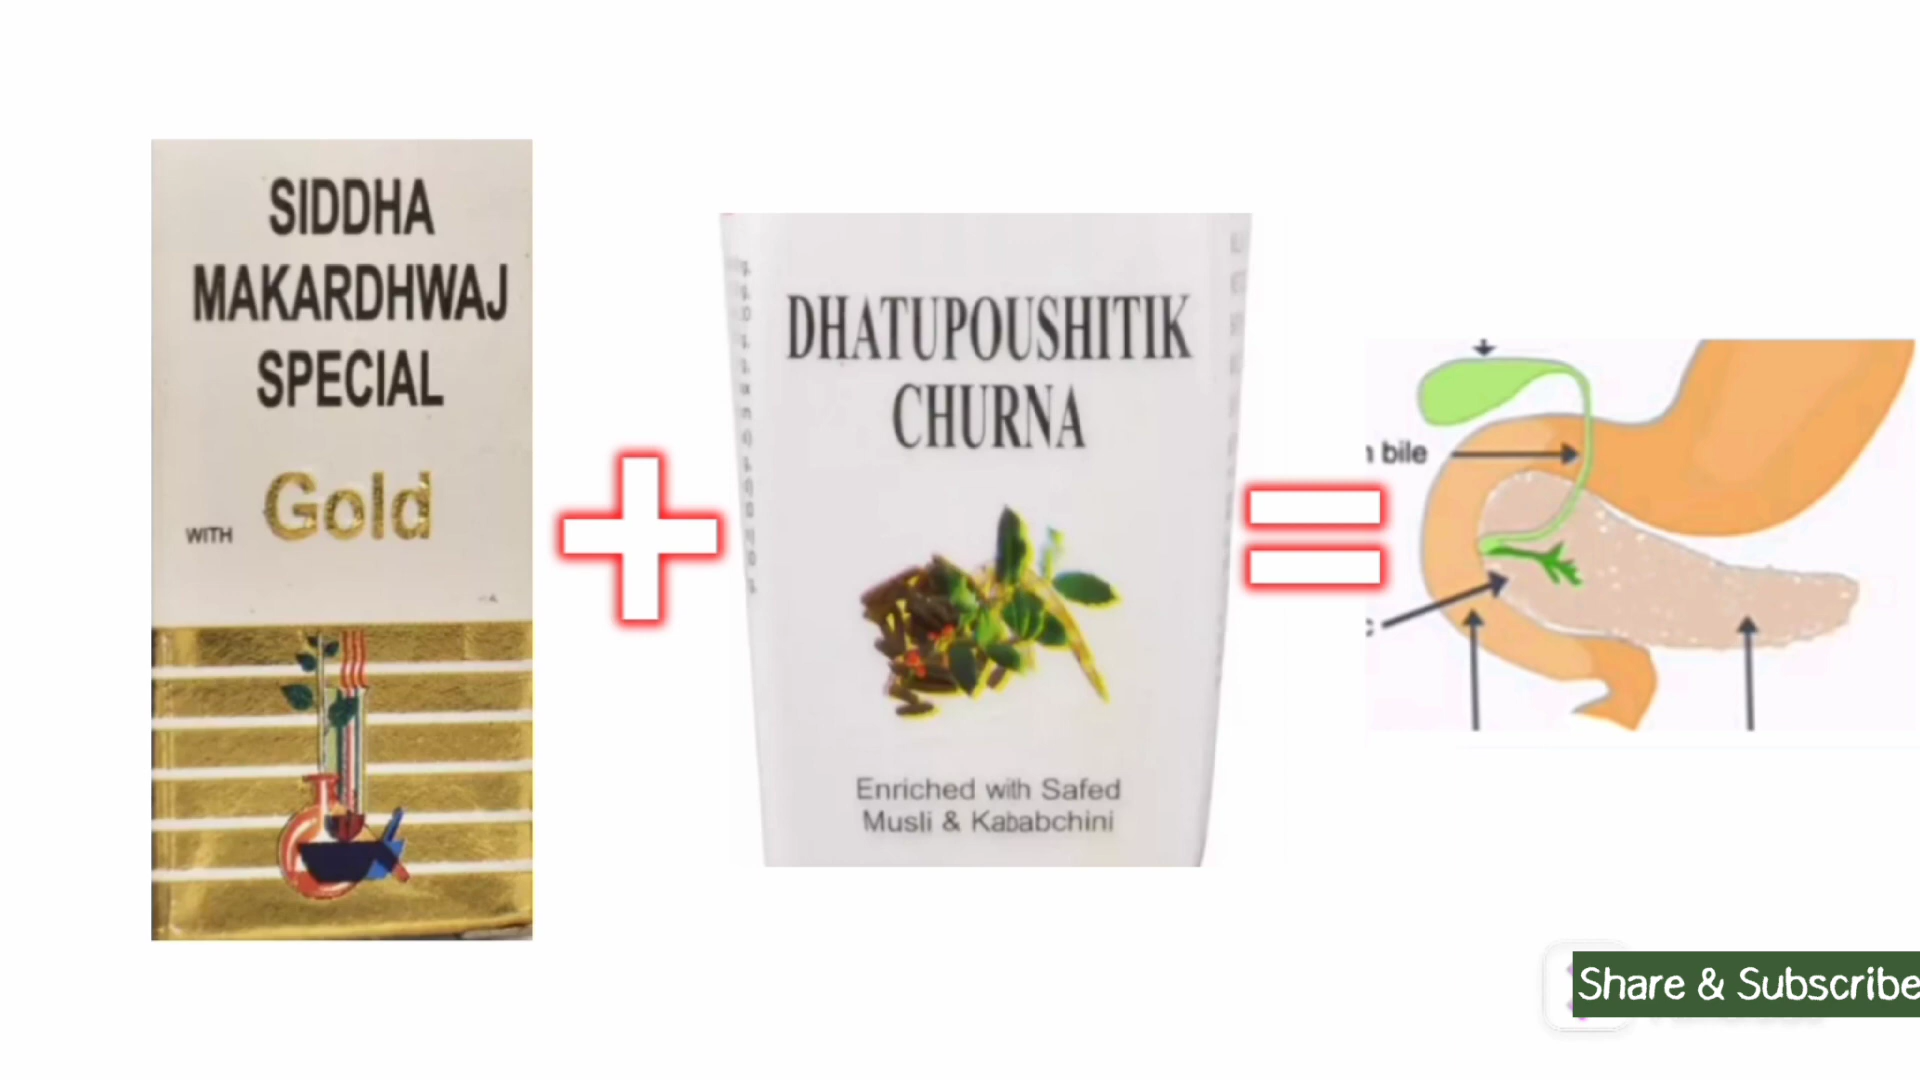 SIDDHA
MAKARDHWAJ
SPECIAL
WITH Gold
DHATUPOUSHITIK
CHURNA
Enriched with Safed
Musli & Kababchini
bile
Share & Subscribe